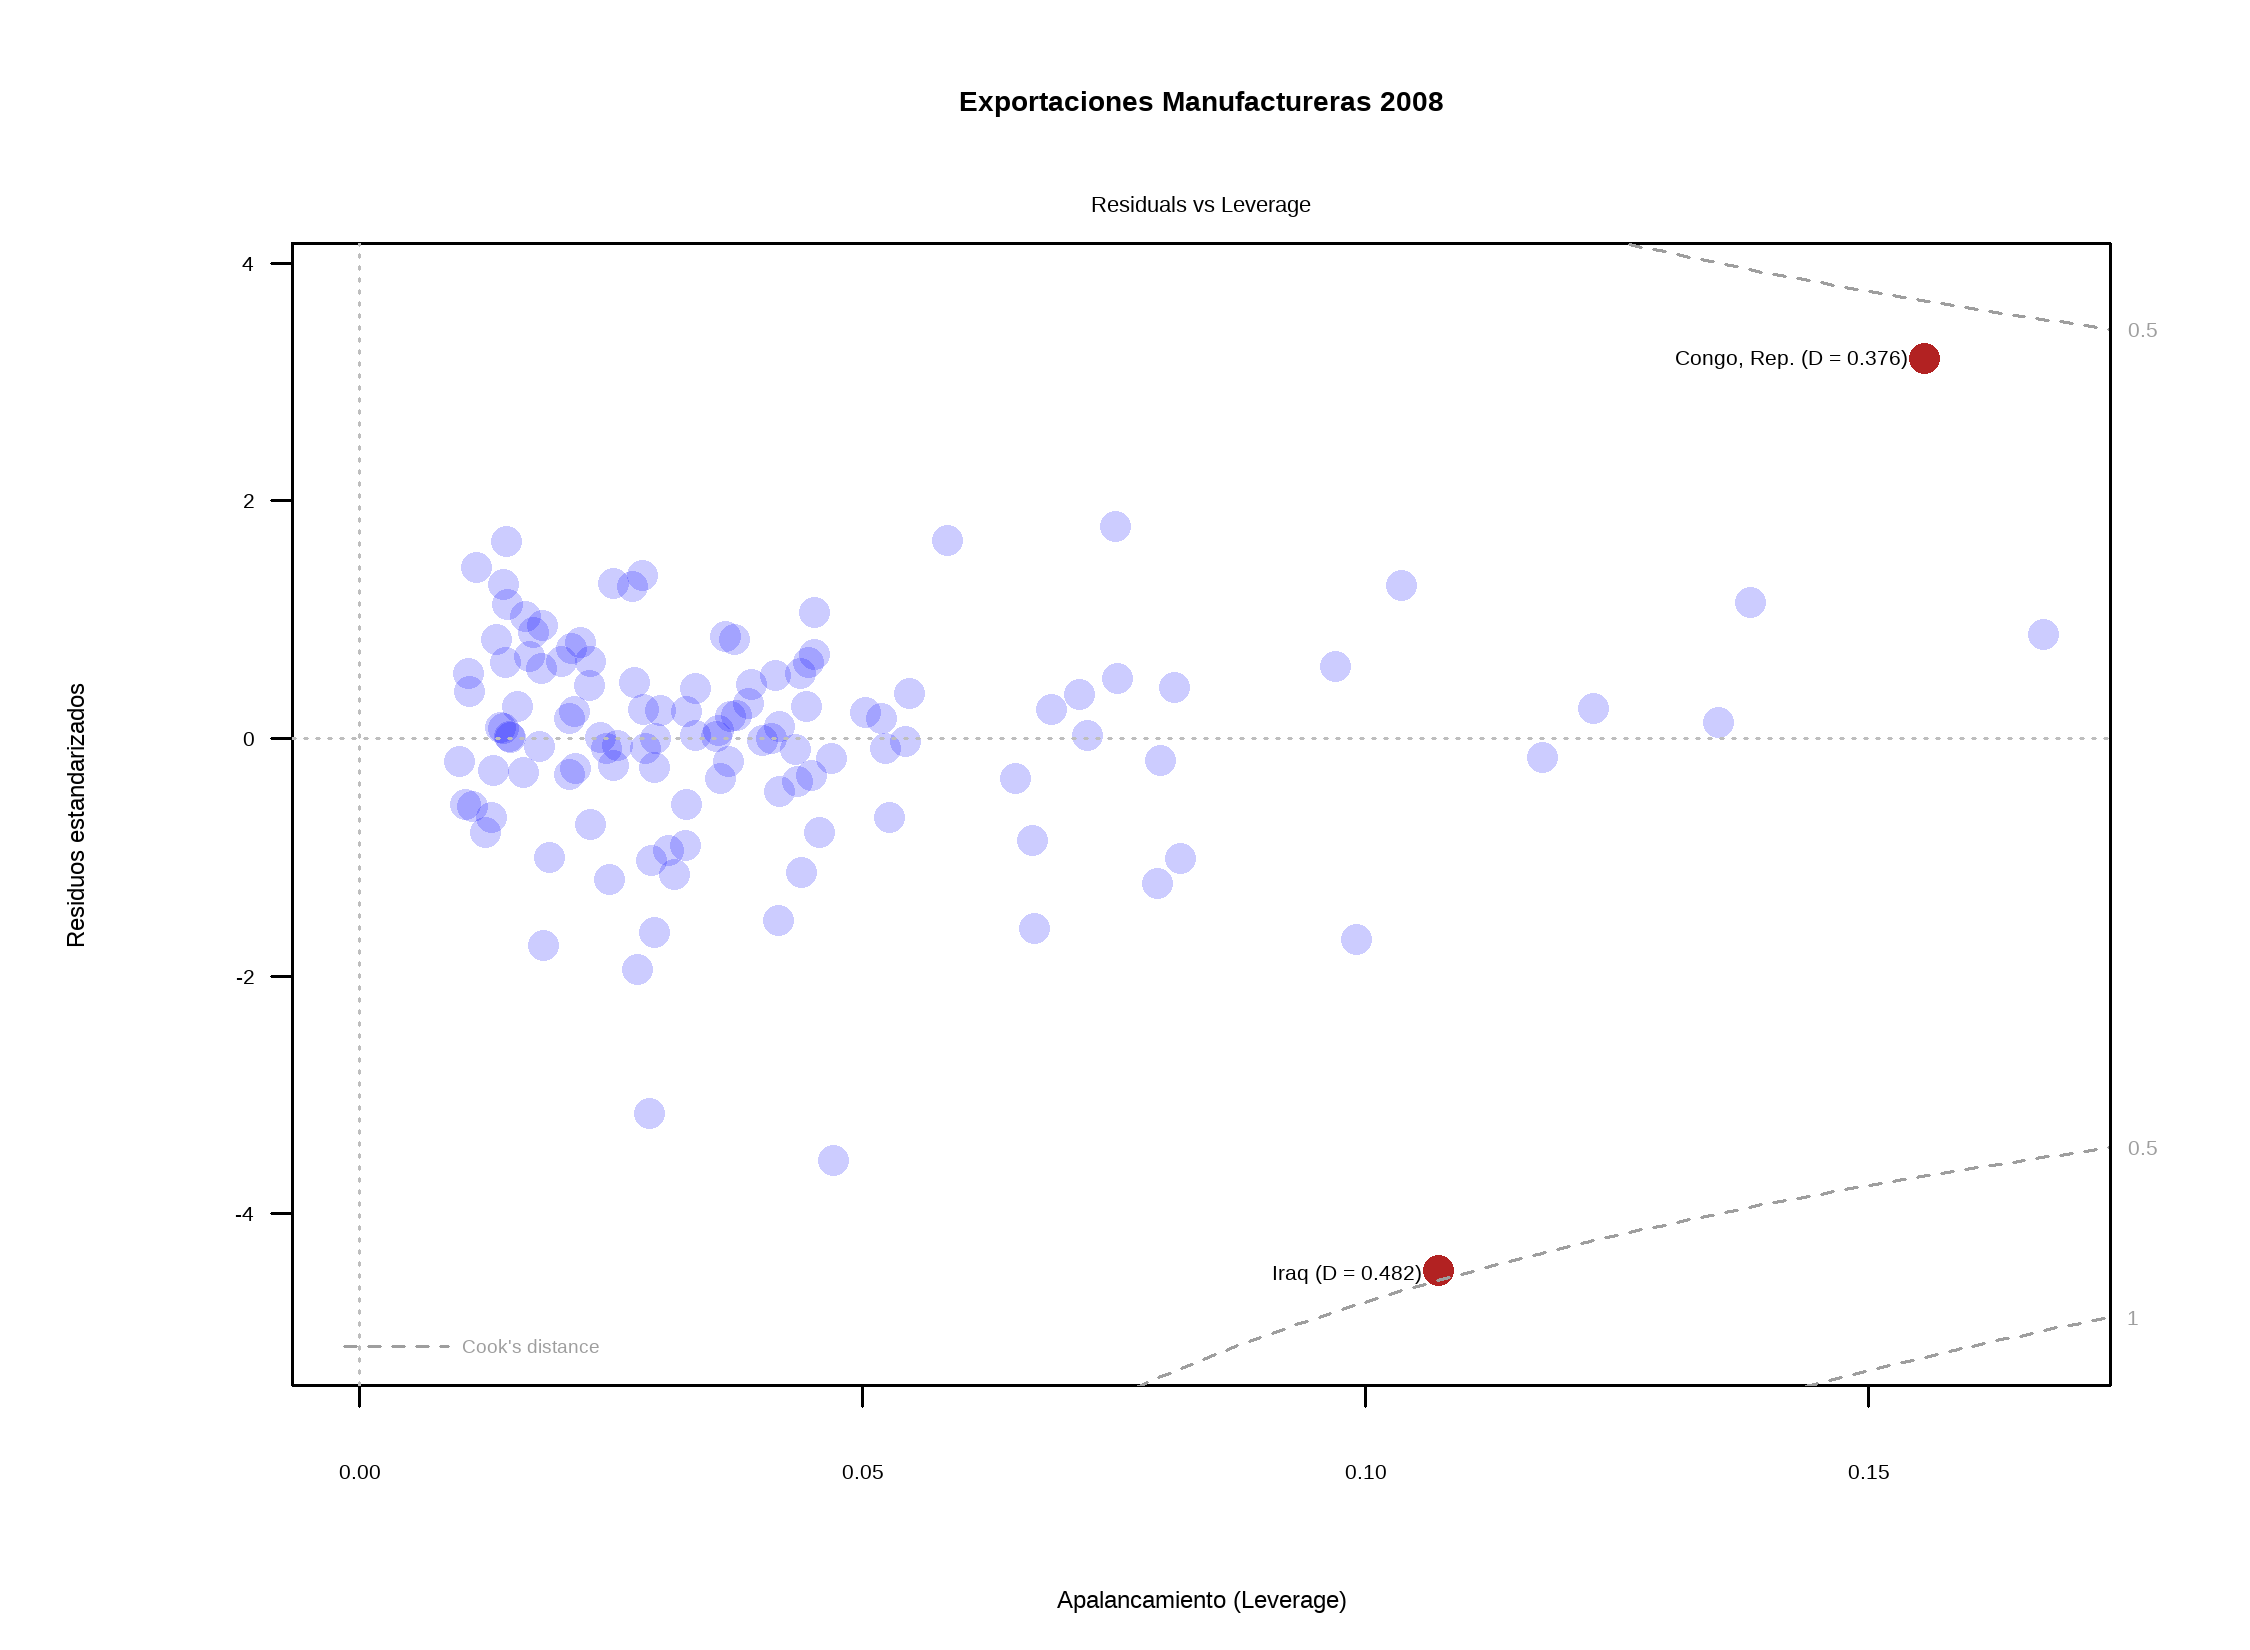 Exportaciones Manufactureras 2008
Residuals vs Leverage
4
2
0
-2
-4
Residuos estandarizados
0.5
Congo, Rep. (D = 0.376)
0.5
Iraq (D = 0.482)
1
Cook's distance
0.00 0.05 0.10 0.15
Apalancamiento (Leverage)